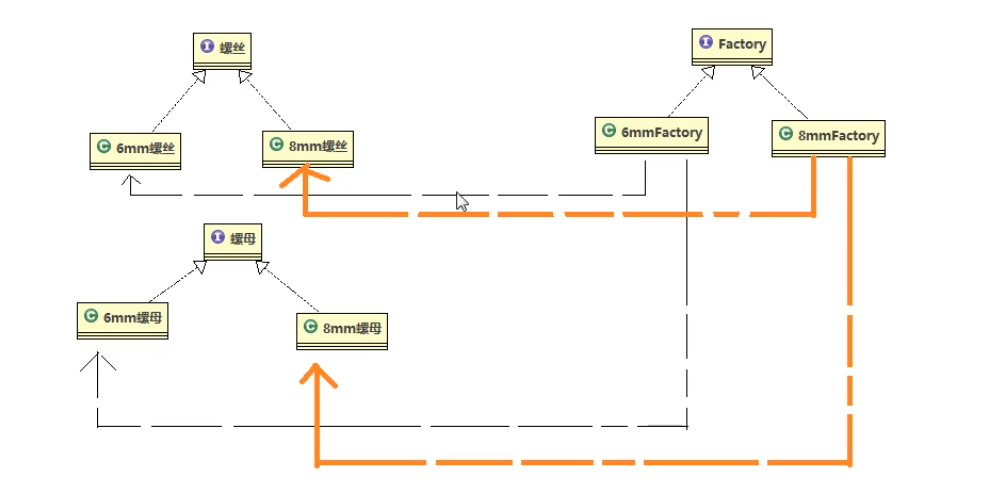 I 螺丝
I Factory
C 6mm螺丝
C 8mm螺丝
C 6mmFactory
C 8mmFactory
I 螺母
C 6mm螺母
C 8mm螺母